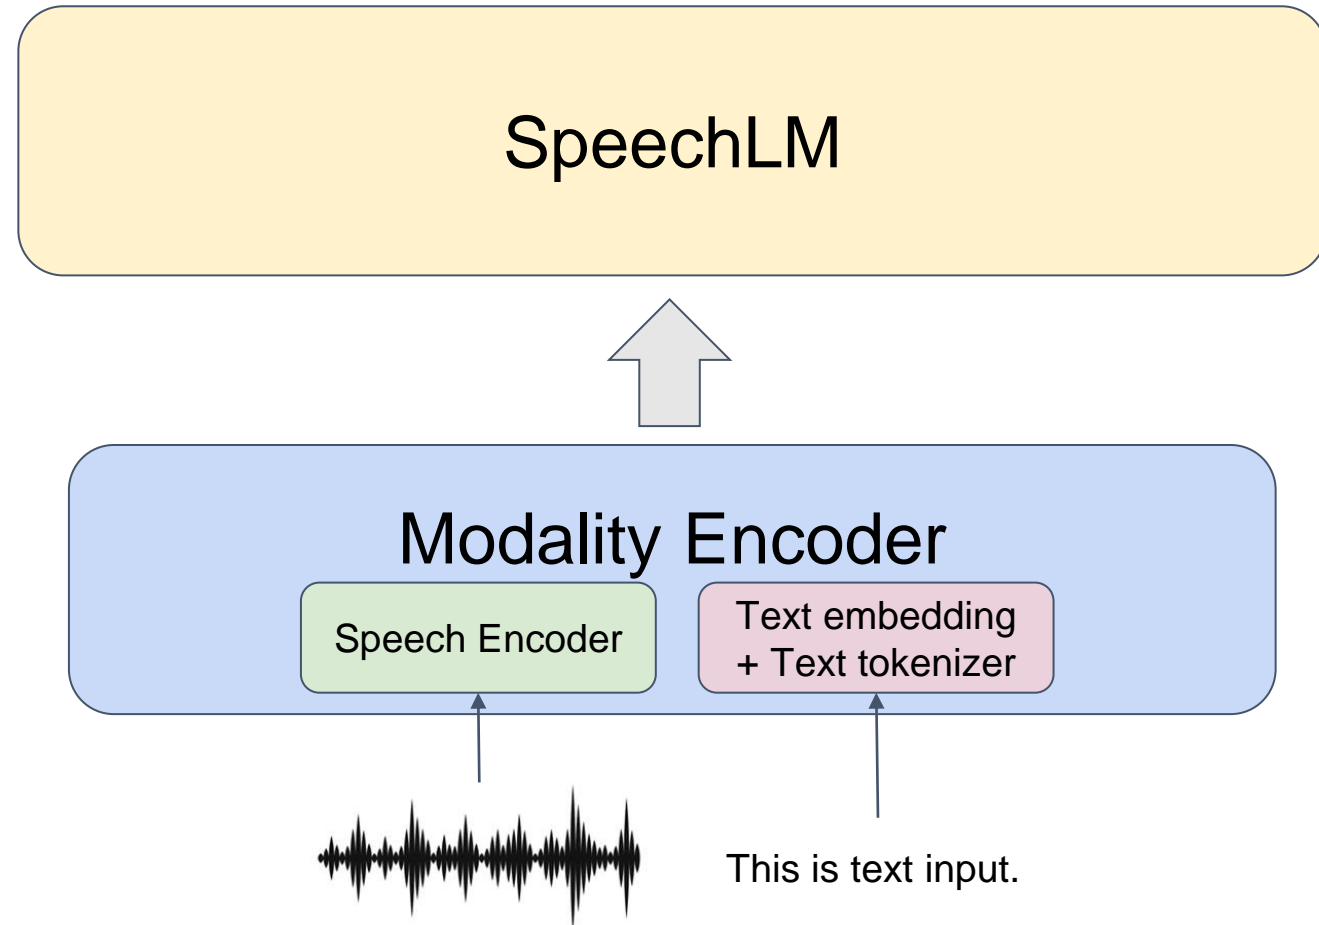 SpeechLM
Modality Encoder
Speech Encoder
Text embedding
+ Text tokenizer
This is text input.